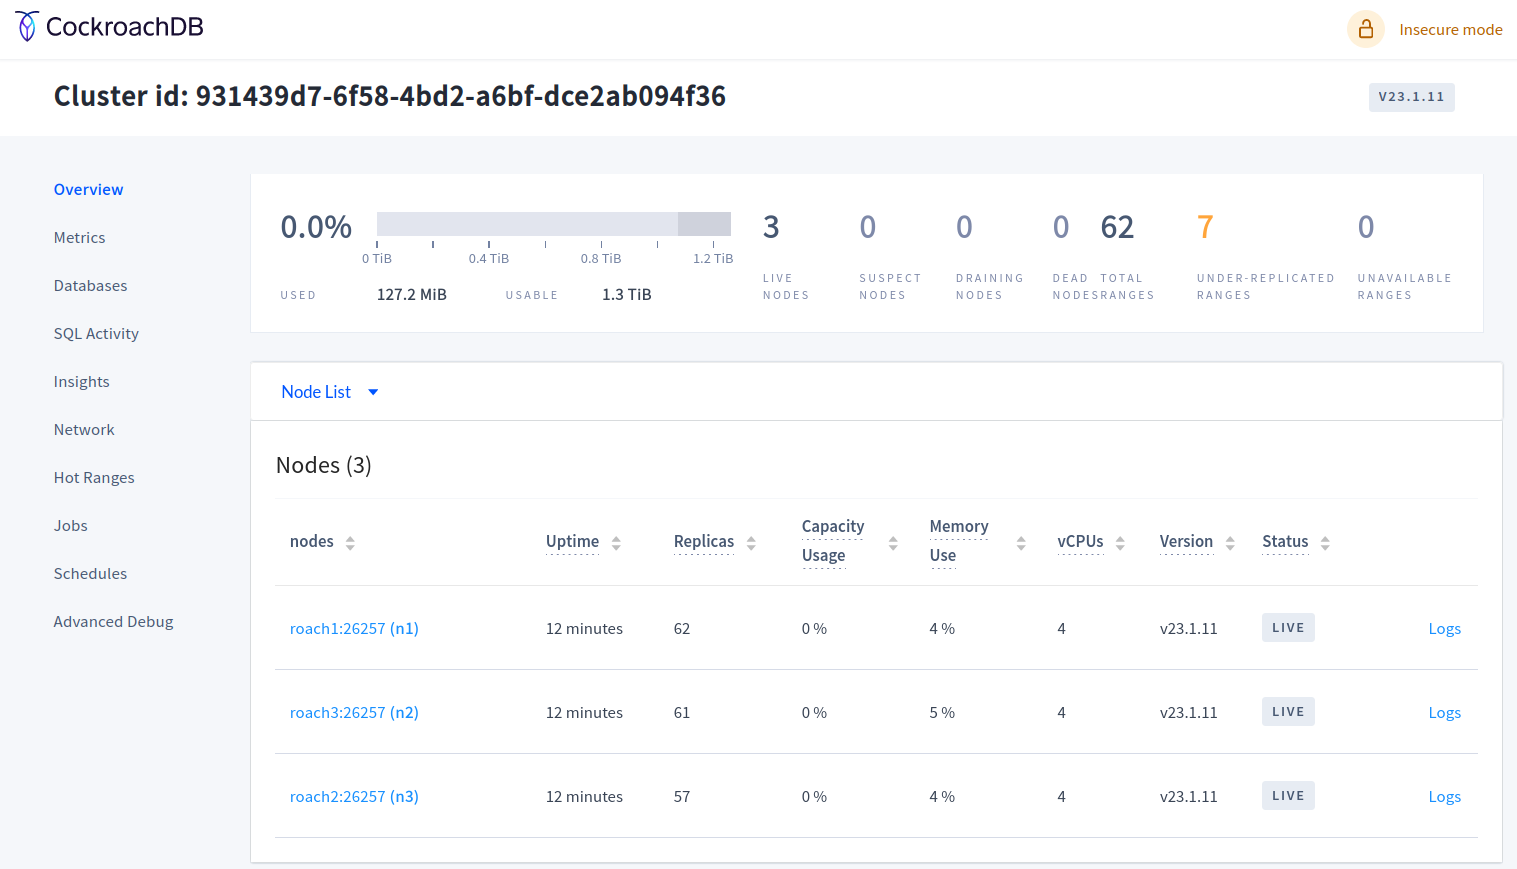 CockroachDB
Insecure mode
Cluster id: 931439d7-6f58-4bd2-a6bf-dce2ab094f36
V23.1.11
Overview
Metrics
Databases
SQL Activity
Insights
Network
Hot Ranges
Jobs
Schedules
Advanced Debug
0.0%
0 TiB 0.4 TiB 0.8 TiB 1.2 TiB
USED 127.2 MiB USABLE 1.3 TiB
3
LIVE
NODES
0
SUSPECT
NODES
0
DRAINING
NODES
0
DEAD
NODES
62
TOTAL
RANGES
7
UNDER-REPLICATED
RANGES
0
UNAVAILABLE
RANGES
Node List
Nodes (3)
nodes Uptime Replicas Capacity Usage Memory Use vCPUs Version Status
roach1:26257 (n1) 12 minutes 62 0 % 4 % 4 v23.1.11 LIVE Logs
roach3:26257 (n2) 12 minutes 61 0 % 5 % 4 v23.1.11 LIVE Logs
roach2:26257 (n3) 12 minutes 57 0 % 4 % 4 v23.1.11 LIVE Logs